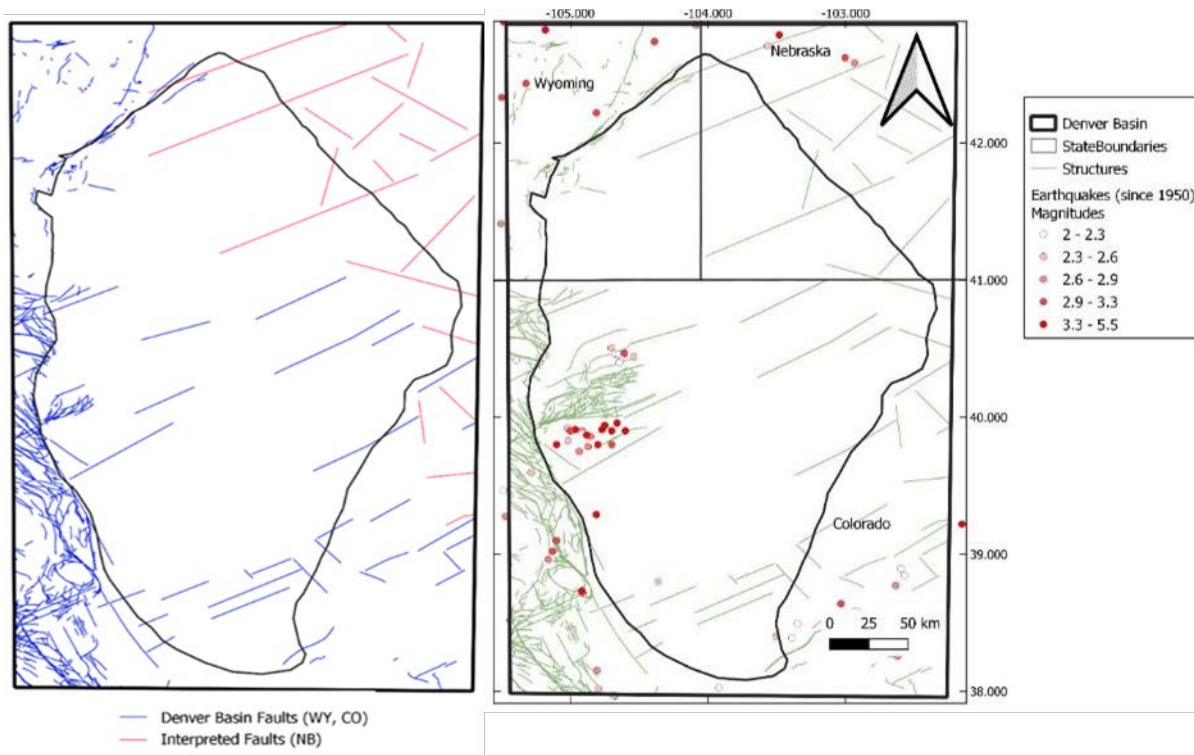 -105.000
-104.000
-103.000
Wyoming
Nebraska
42.000
41.000
40.000
39.000
38.000
Colorado
0 25 50 km
Denver Basin
StateBoundaries
Structures
Earthquakes (since 1950)
Magnitudes
2 - 2.3
2.3 - 2.6
2.6 - 2.9
2.9 - 3.3
3.3 - 5.5
Denver Basin Faults (WY, CO)
Interpreted Faults (NB)